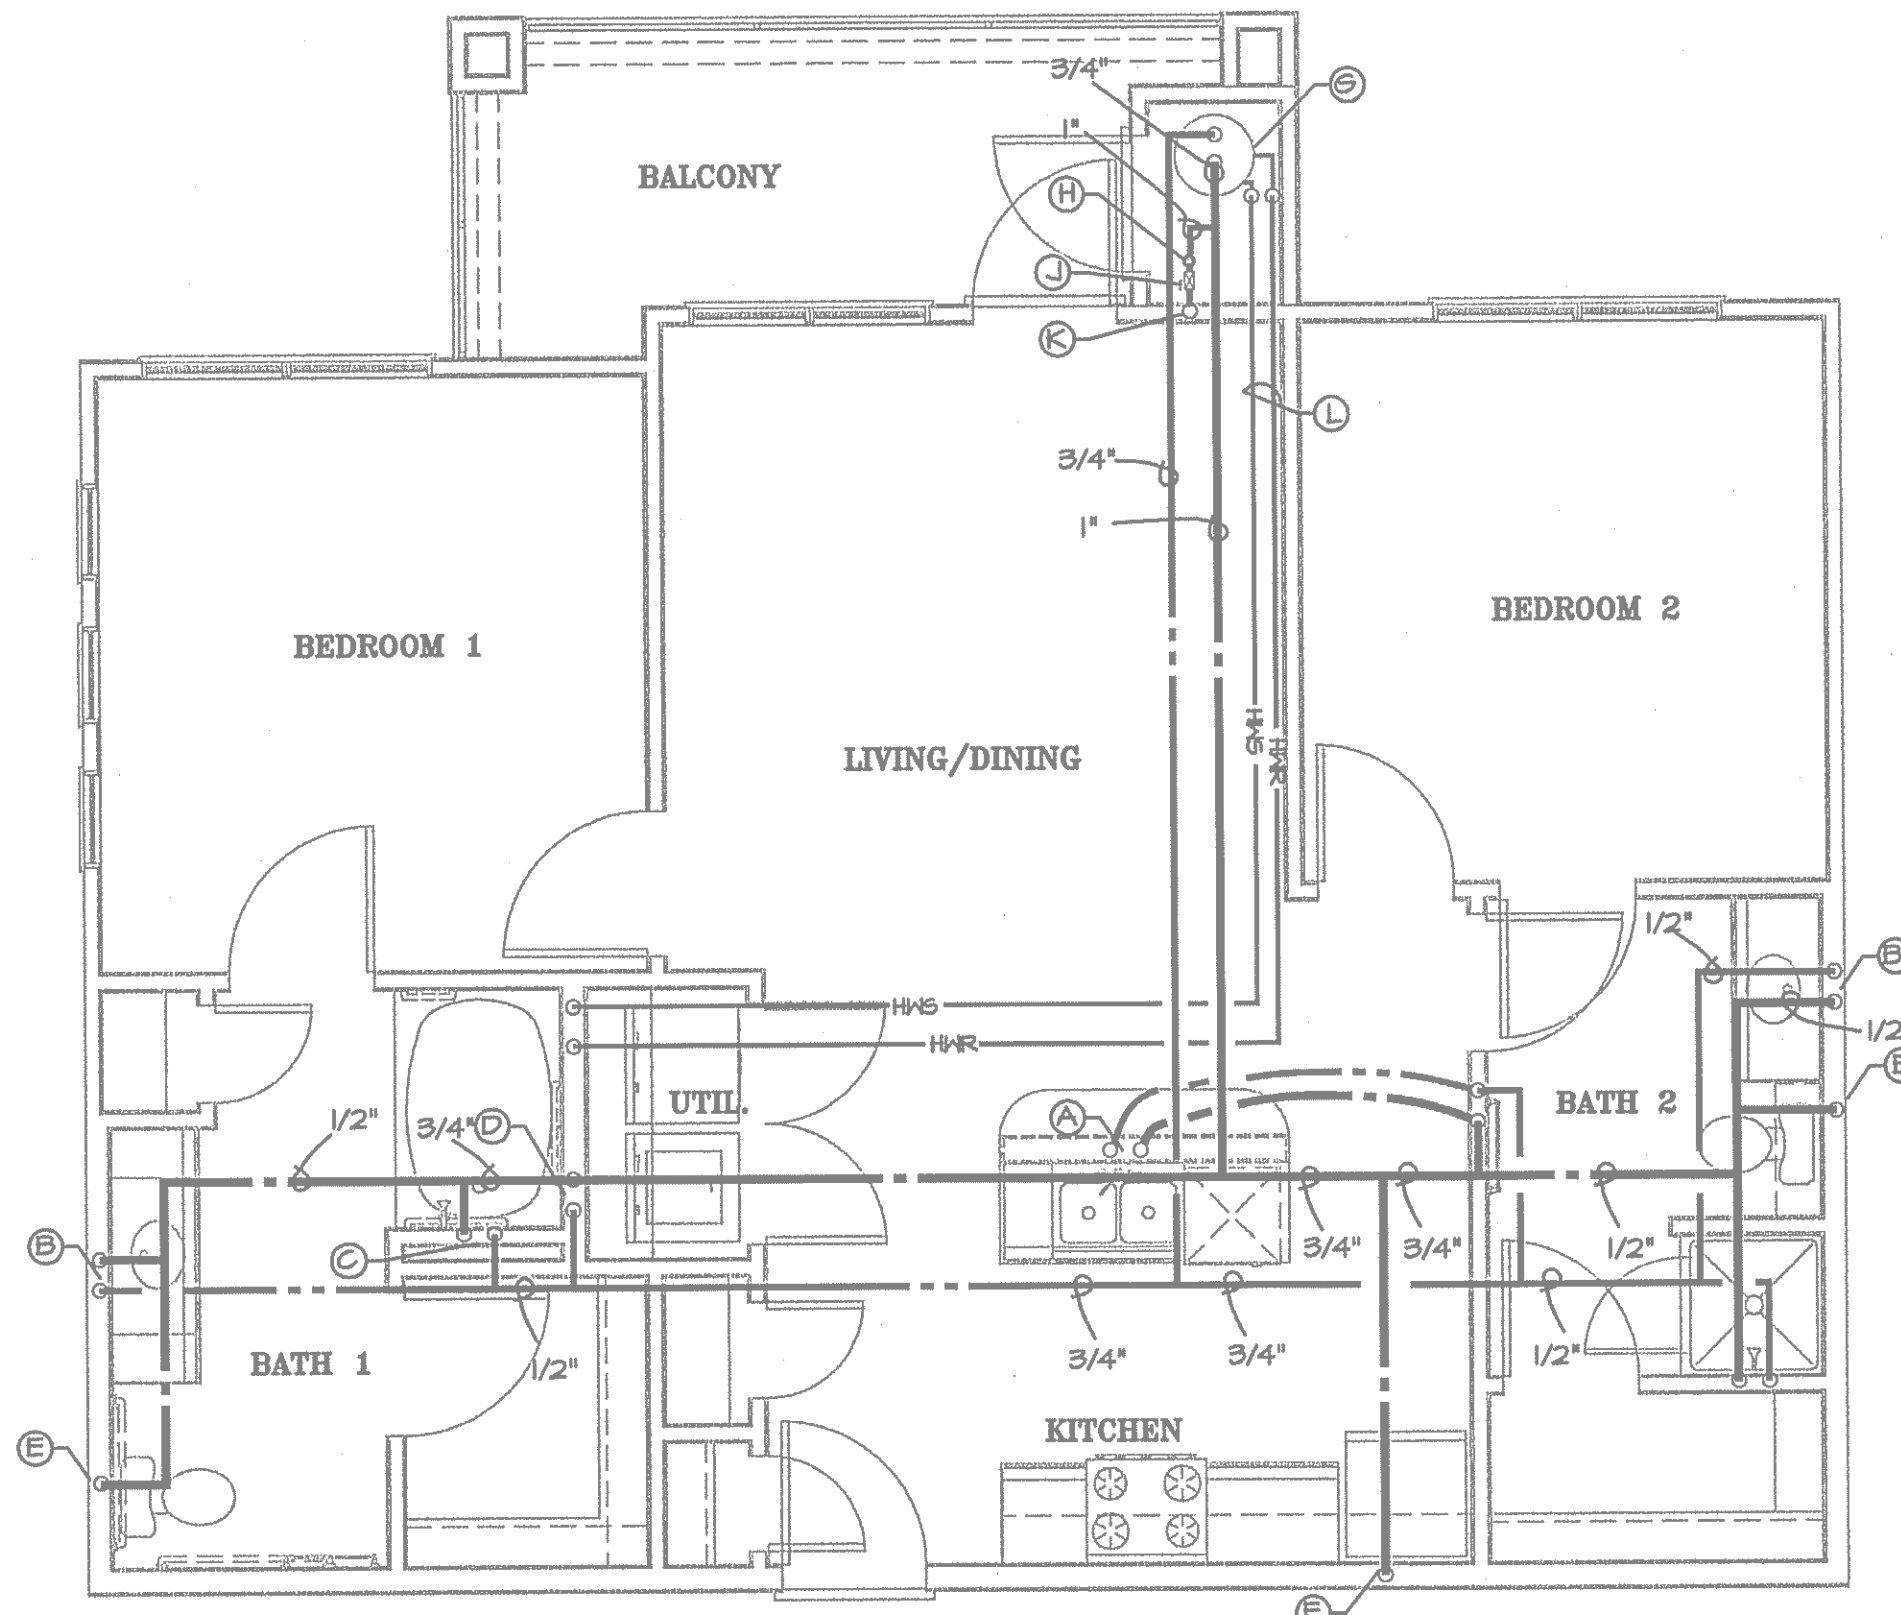 3/4"
G
1"
BALCONY
H
J
K
L
3/4"
1"
BEDROOM 2
BEDROOM 1
HWS
HWR
LIVING/DINING
1/2"
B
HWS
1/2
HWR
E
UTIL.
A
BATH 2
1/2"
3/4"
D
B
3/4"
3/4"
1/2"
C
3/4"
3/4"
1/2"
BATH 1
1/2"
KITCHEN
E